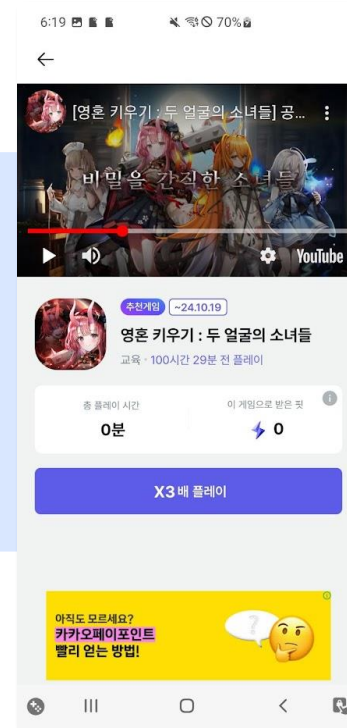 6:19
70%
[영혼 키우기 : 두 얼굴의 소녀들] 공...
비밀을 간직한 소녀들
YouTube
추천게임 ~24.10.19
영혼 키우기 : 두 얼굴의 소녀들
교육 · 100시간 29분 전 플레이
총 플레이 시간
이 게임으로 받은 핏
0분
0
X3배 플레이
아직도 모르세요?
카카오페이포인트
빨리 얻는 방법!